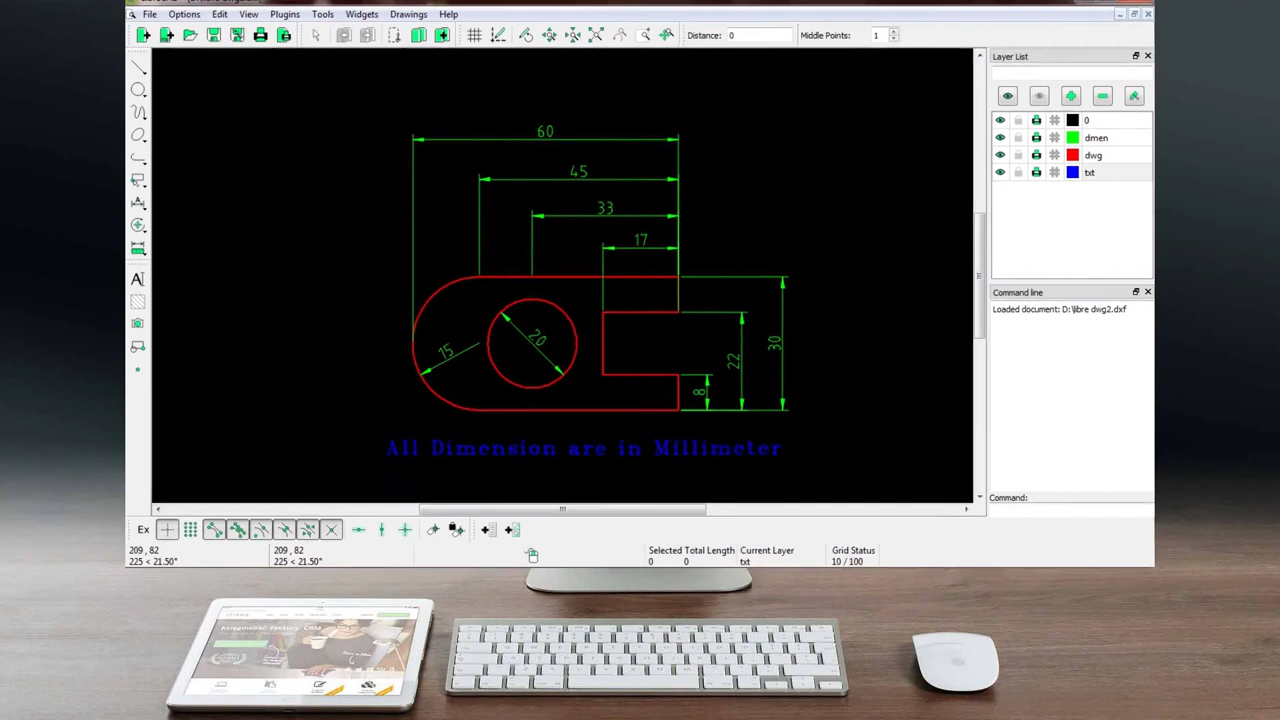 File Options Edit View Plugins Tools Widgets Drawings Help
Distance: 0 Middle Points: 1
Layer List
0
dmen
dwg
txt
60
45
33
17
15
20
8
22
30
All Dimension are in Millimeter
Command line
Loaded document: D:\libre dwg2.dxf
Command:
Ex
209 , 82 209 , 82 Selected Total Length Current Layer Grid Status
225 < 21.50° 225 < 21.50° 0 0 txt 10 / 100
Księgowość, faktury, CRM